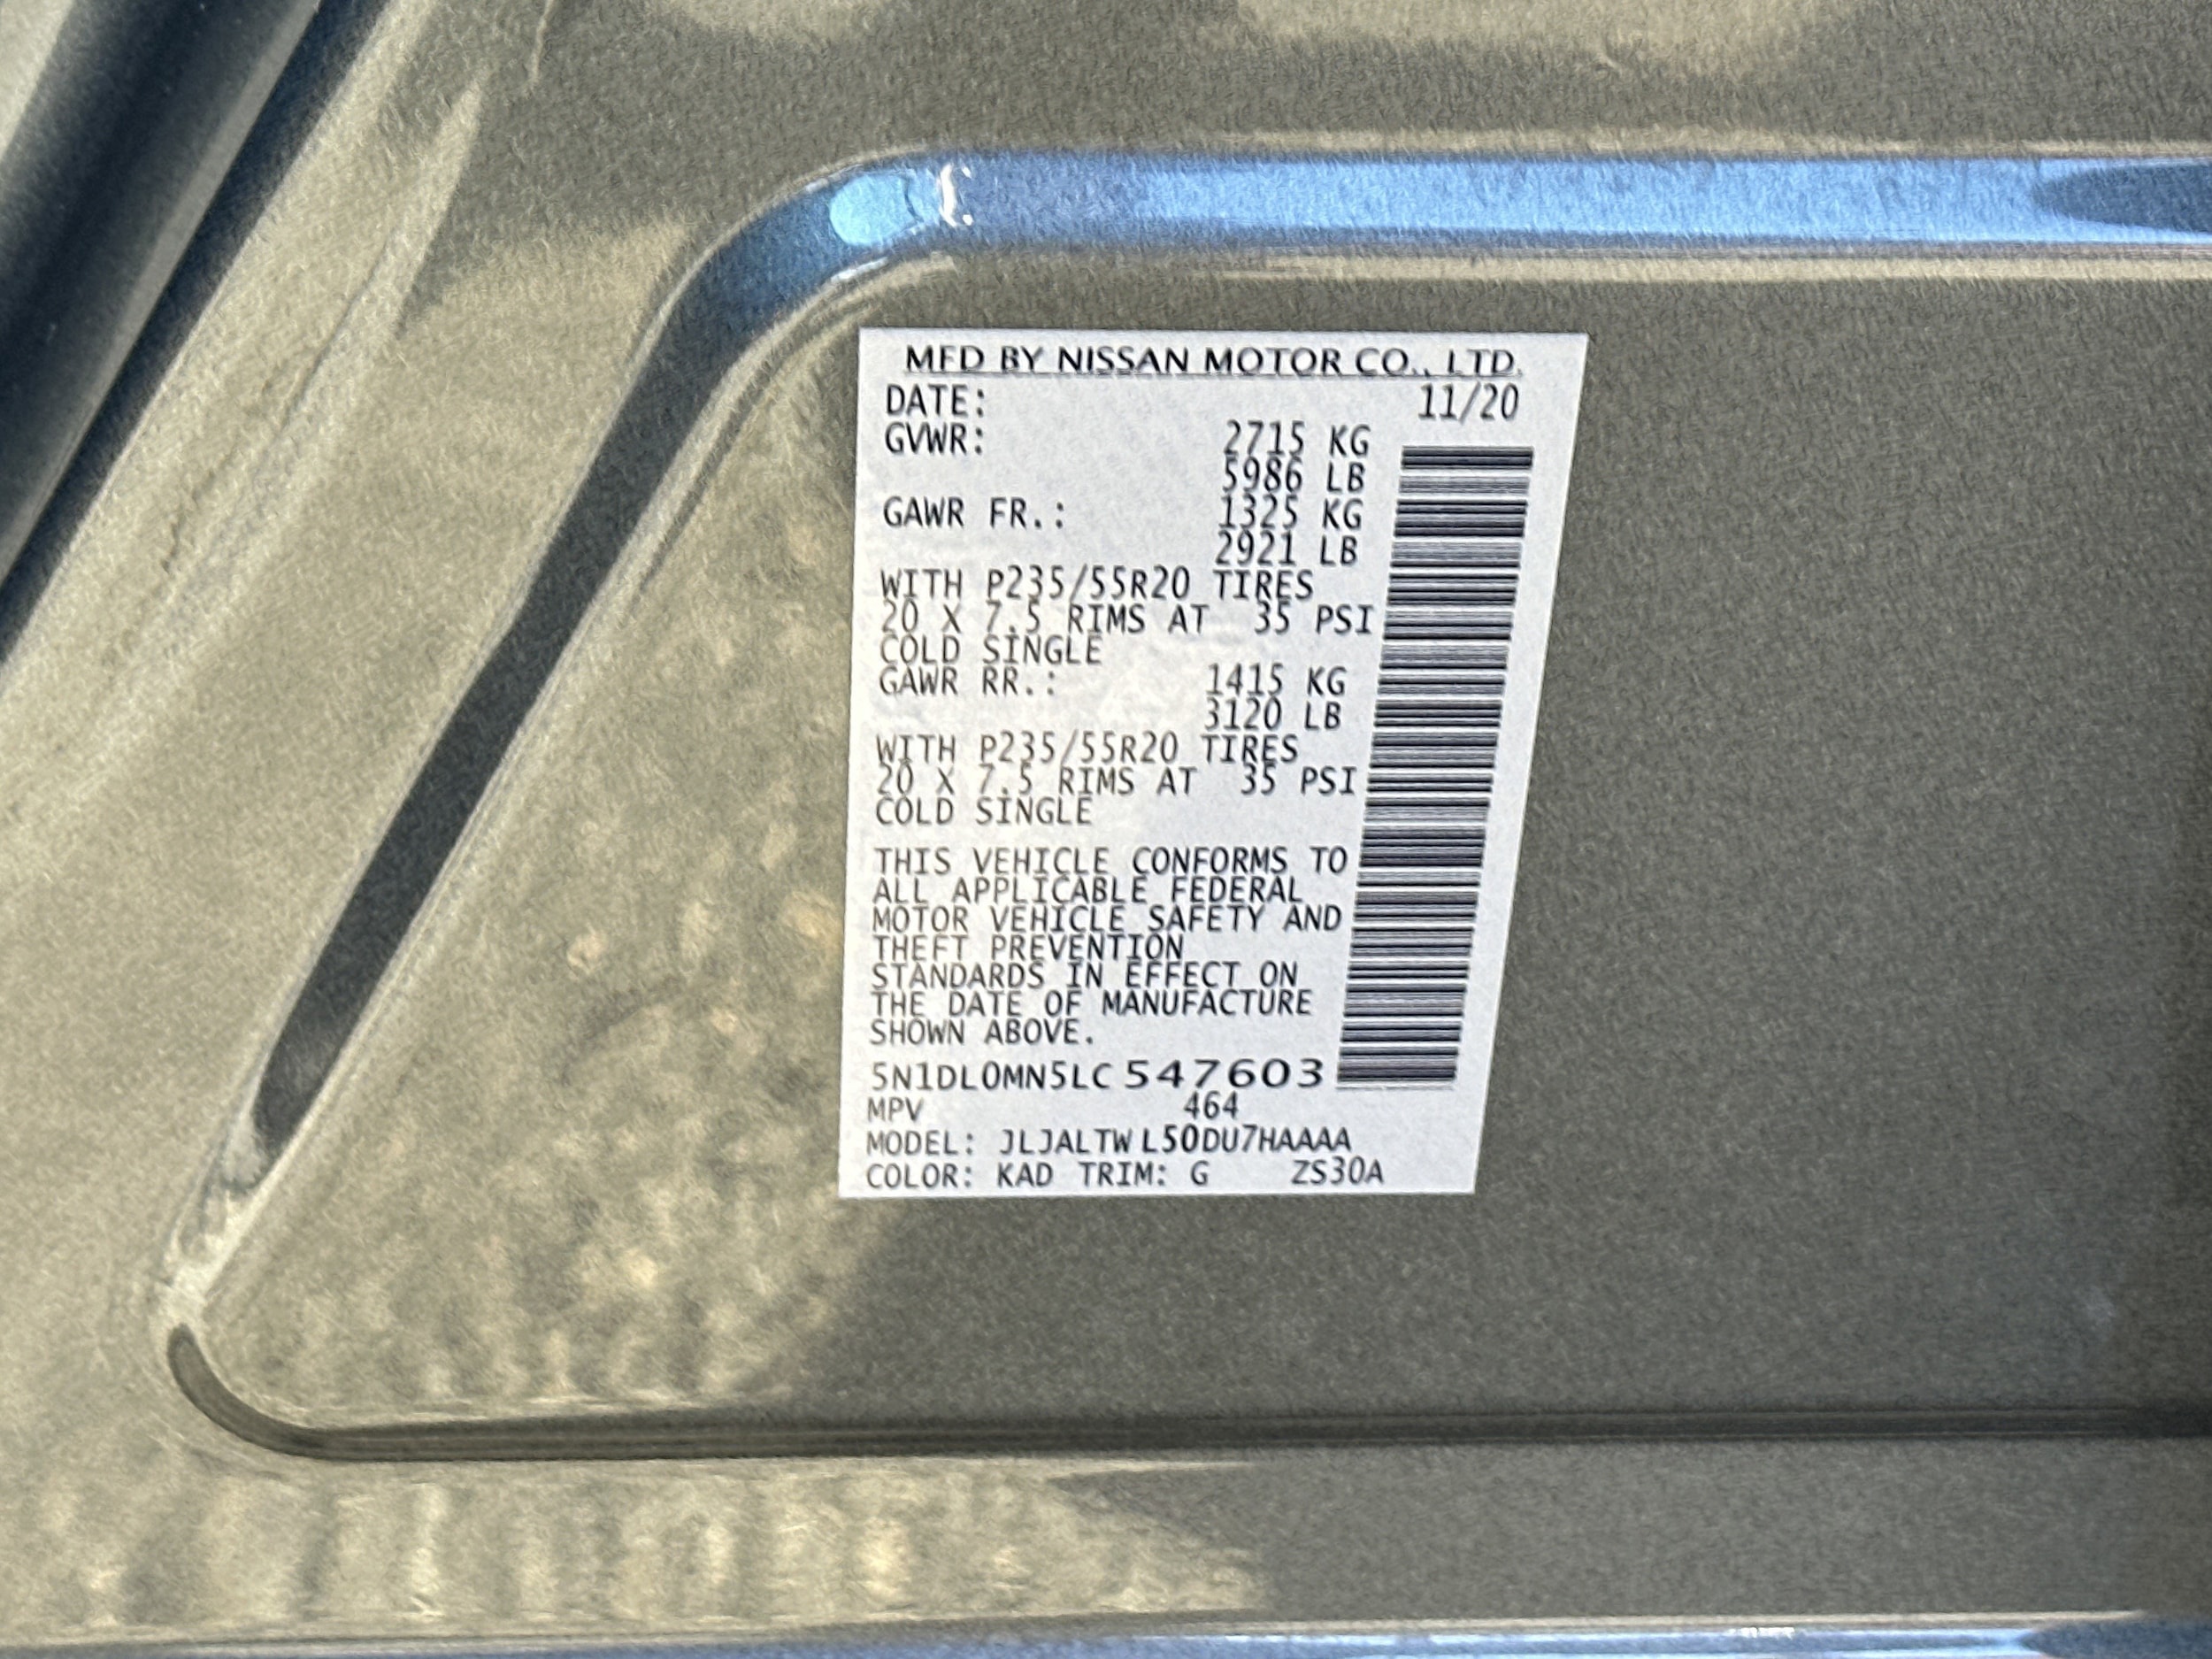 MFD BY NISSAN MOTOR CO., LTD.
DATE: 11/20
GVWR: 2715 KG
5986 LB
GAWR FR.: 1325 KG
2921 LB
WITH P235/55R20 TIRES
20 X 7.5 RIMS AT 35 PSI
COLD SINGLE
GAWR RR.: 1415 KG
3120 LB
WITH P235/55R20 TIRES
20 X 7.5 RIMS AT 35 PSI
COLD SINGLE
THIS VEHICLE CONFORMS TO
ALL APPLICABLE FEDERAL
MOTOR VEHICLE SAFETY AND
THEFT PREVENTION
STANDARDS IN EFFECT ON
THE DATE OF MANUFACTURE
SHOWN ABOVE.
5N1DL0MN5LC547603
MPV 464
MODEL: JLJALTWL50DU7HAAAA
COLOR: KAD TRIM: G ZS30A